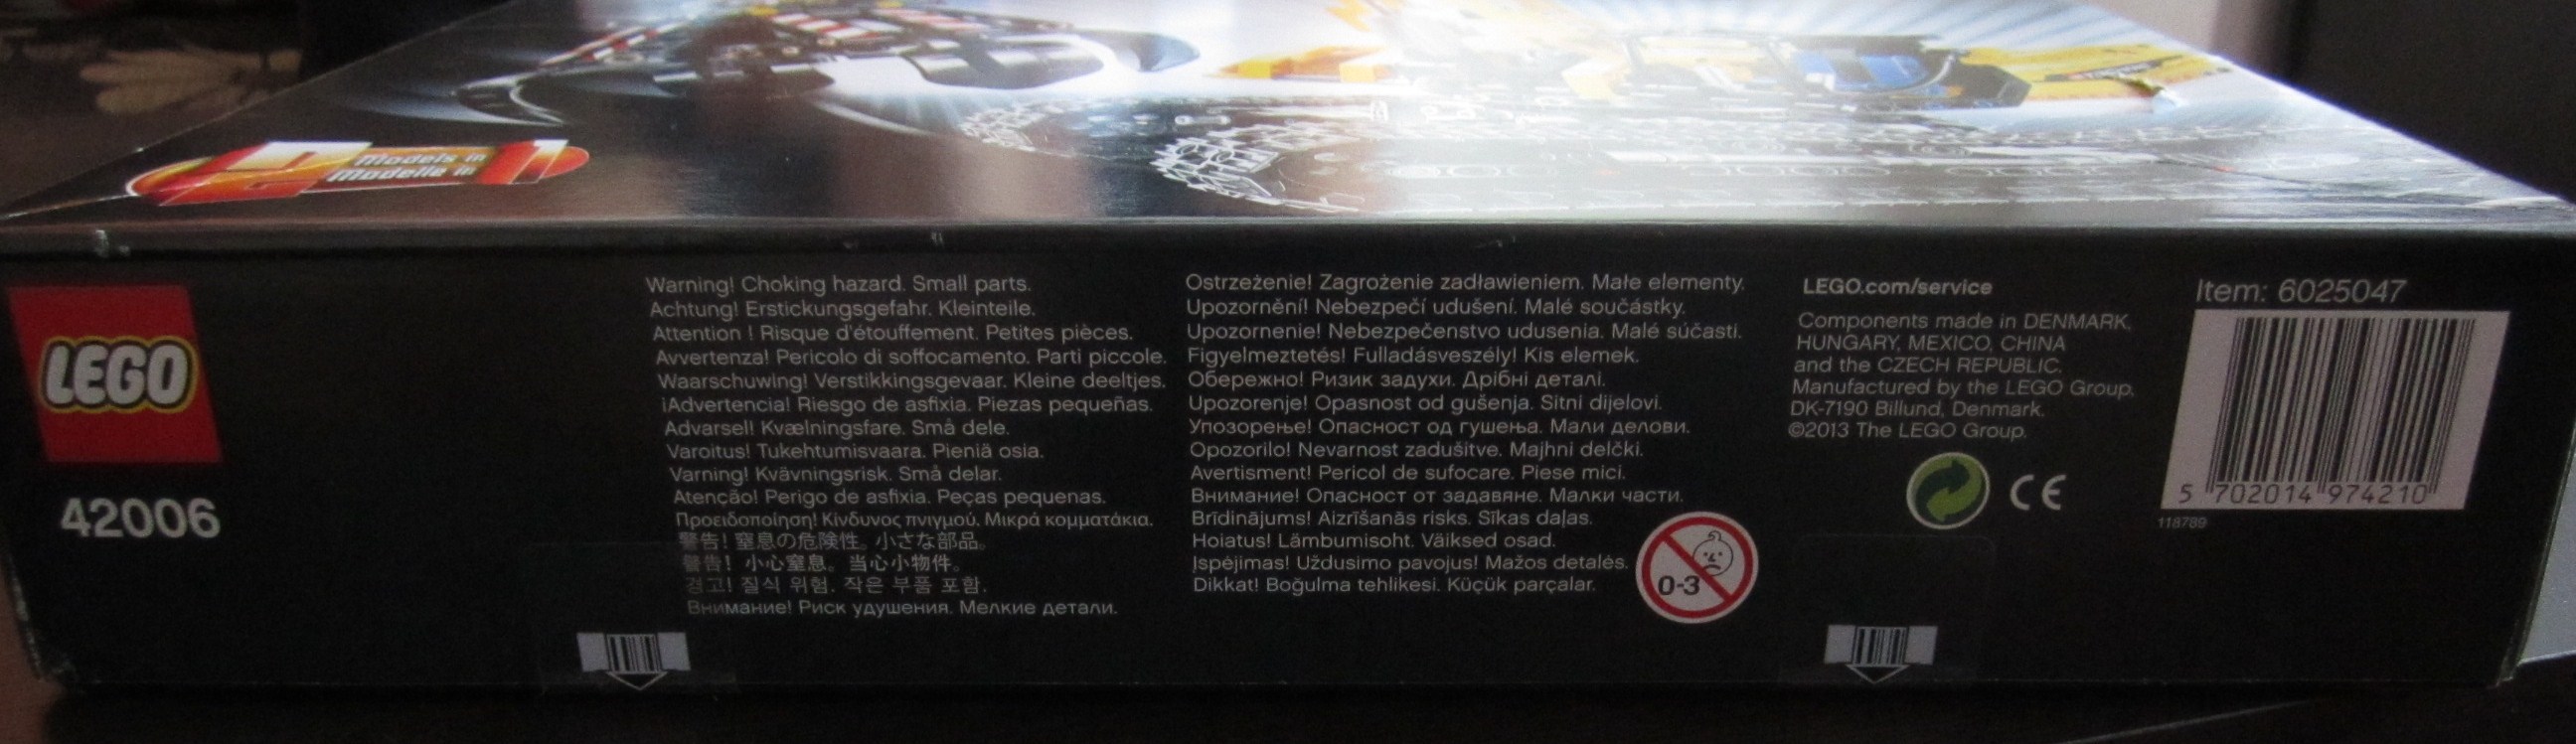 2 Models in 1
Modelle in
LEGO
42006
Warning! Choking hazard. Small parts.
Achtung! Erstickungsgefahr. Kleinteile.
Attention ! Risque d'étouffement. Petites pièces.
Avvertenza! Pericolo di soffocamento. Parti piccole.
Waarschuwing! Verstikkingsgevaar. Kleine deeltjes.
¡Advertencia! Riesgo de asfixia. Piezas pequeñas.
Advarsel! Kvælningsfare. Små dele.
Varoitus! Tukehtumisvaara. Pieniä osia.
Varning! Kvävningsrisk. Små delar.
Atenção! Perigo de asfixia. Peças pequenas.
Προειδοποίηση! Κίνδυνος πνιγμού. Μικρά κομματάκια.
警告! 窒息の危険性。小さな部品。
警告! 小心窒息。当心小物件。
경고! 질식 위험. 작은 부품 포함.
Внимание! Риск удушения. Мелкие детали.
Ostrzeżenie! Zagrożenie zadławieniem. Małe elementy.
Upozornění! Nebezpečí udušení. Malé součástky.
Upozornenie! Nebezpečenstvo udusenia. Malé súčasti.
Figyelmeztetés! Fulladásveszély! Kis elemek.
Обережно! Ризик задухи. Дрібні деталі.
Upozorenje! Opasnost od gušenja. Sitni dijelovi.
Упозорење! Опасност од гушења. Мали делови.
Opozorilo! Nevarnost zadušitve. Majhni delčki.
Avertisment! Pericol de sufocare. Piese mici.
Внимание! Опасност от задавяне. Малки части.
Brīdinājums! Aizrīšanās risks. Sīkas daļas.
Hoiatus! Lämbumisoht. Väiksed osad.
Įspėjimas! Uždusimo pavojus! Mažos detalės.
Dikkat! Boğulma tehlikesi. Küçük parçalar.
0-3
LEGO.com/service
Components made in DENMARK,
HUNGARY, MEXICO, CHINA
and the CZECH REPUBLIC.
Manufactured by the LEGO Group.
DK-7190 Billund, Denmark.
©2013 The LEGO Group.
CE
Item: 6025047
5 702014 974210
118789